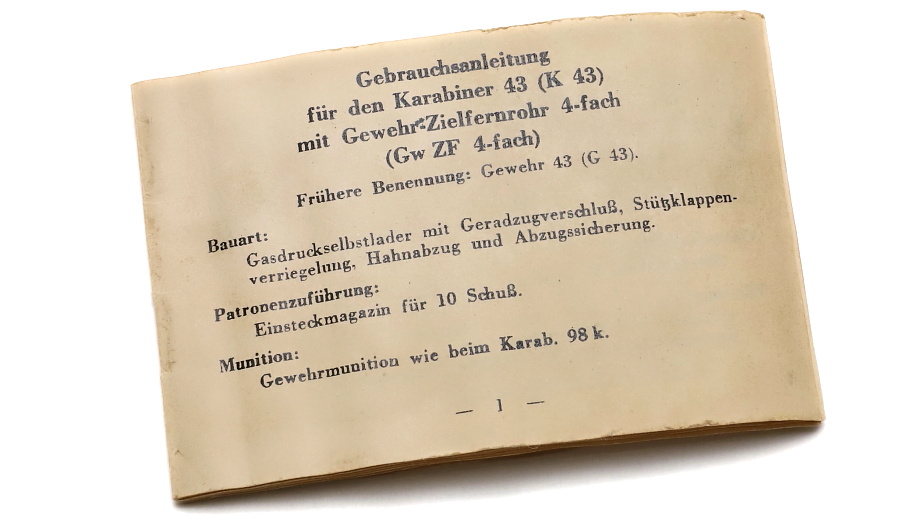 Gebrauchsanleitung
für den Karabiner 43 (K 43)
mit Gewehr-Zielfernrohr 4-fach
(Gw ZF 4-fach)
Frühere Benennung: Gewehr 43 (G 43).
Bauart:
Gasdruckselbstlader mit Geradzugverschluß, Stützklappen-
verriegelung, Hahnabzug und Abzugssicherung.
Patronenzuführung:
Einsteckmagazin für 10 Schuß.
Munition:
Gewehrmunition wie beim Karab. 98 k.
— 1 —